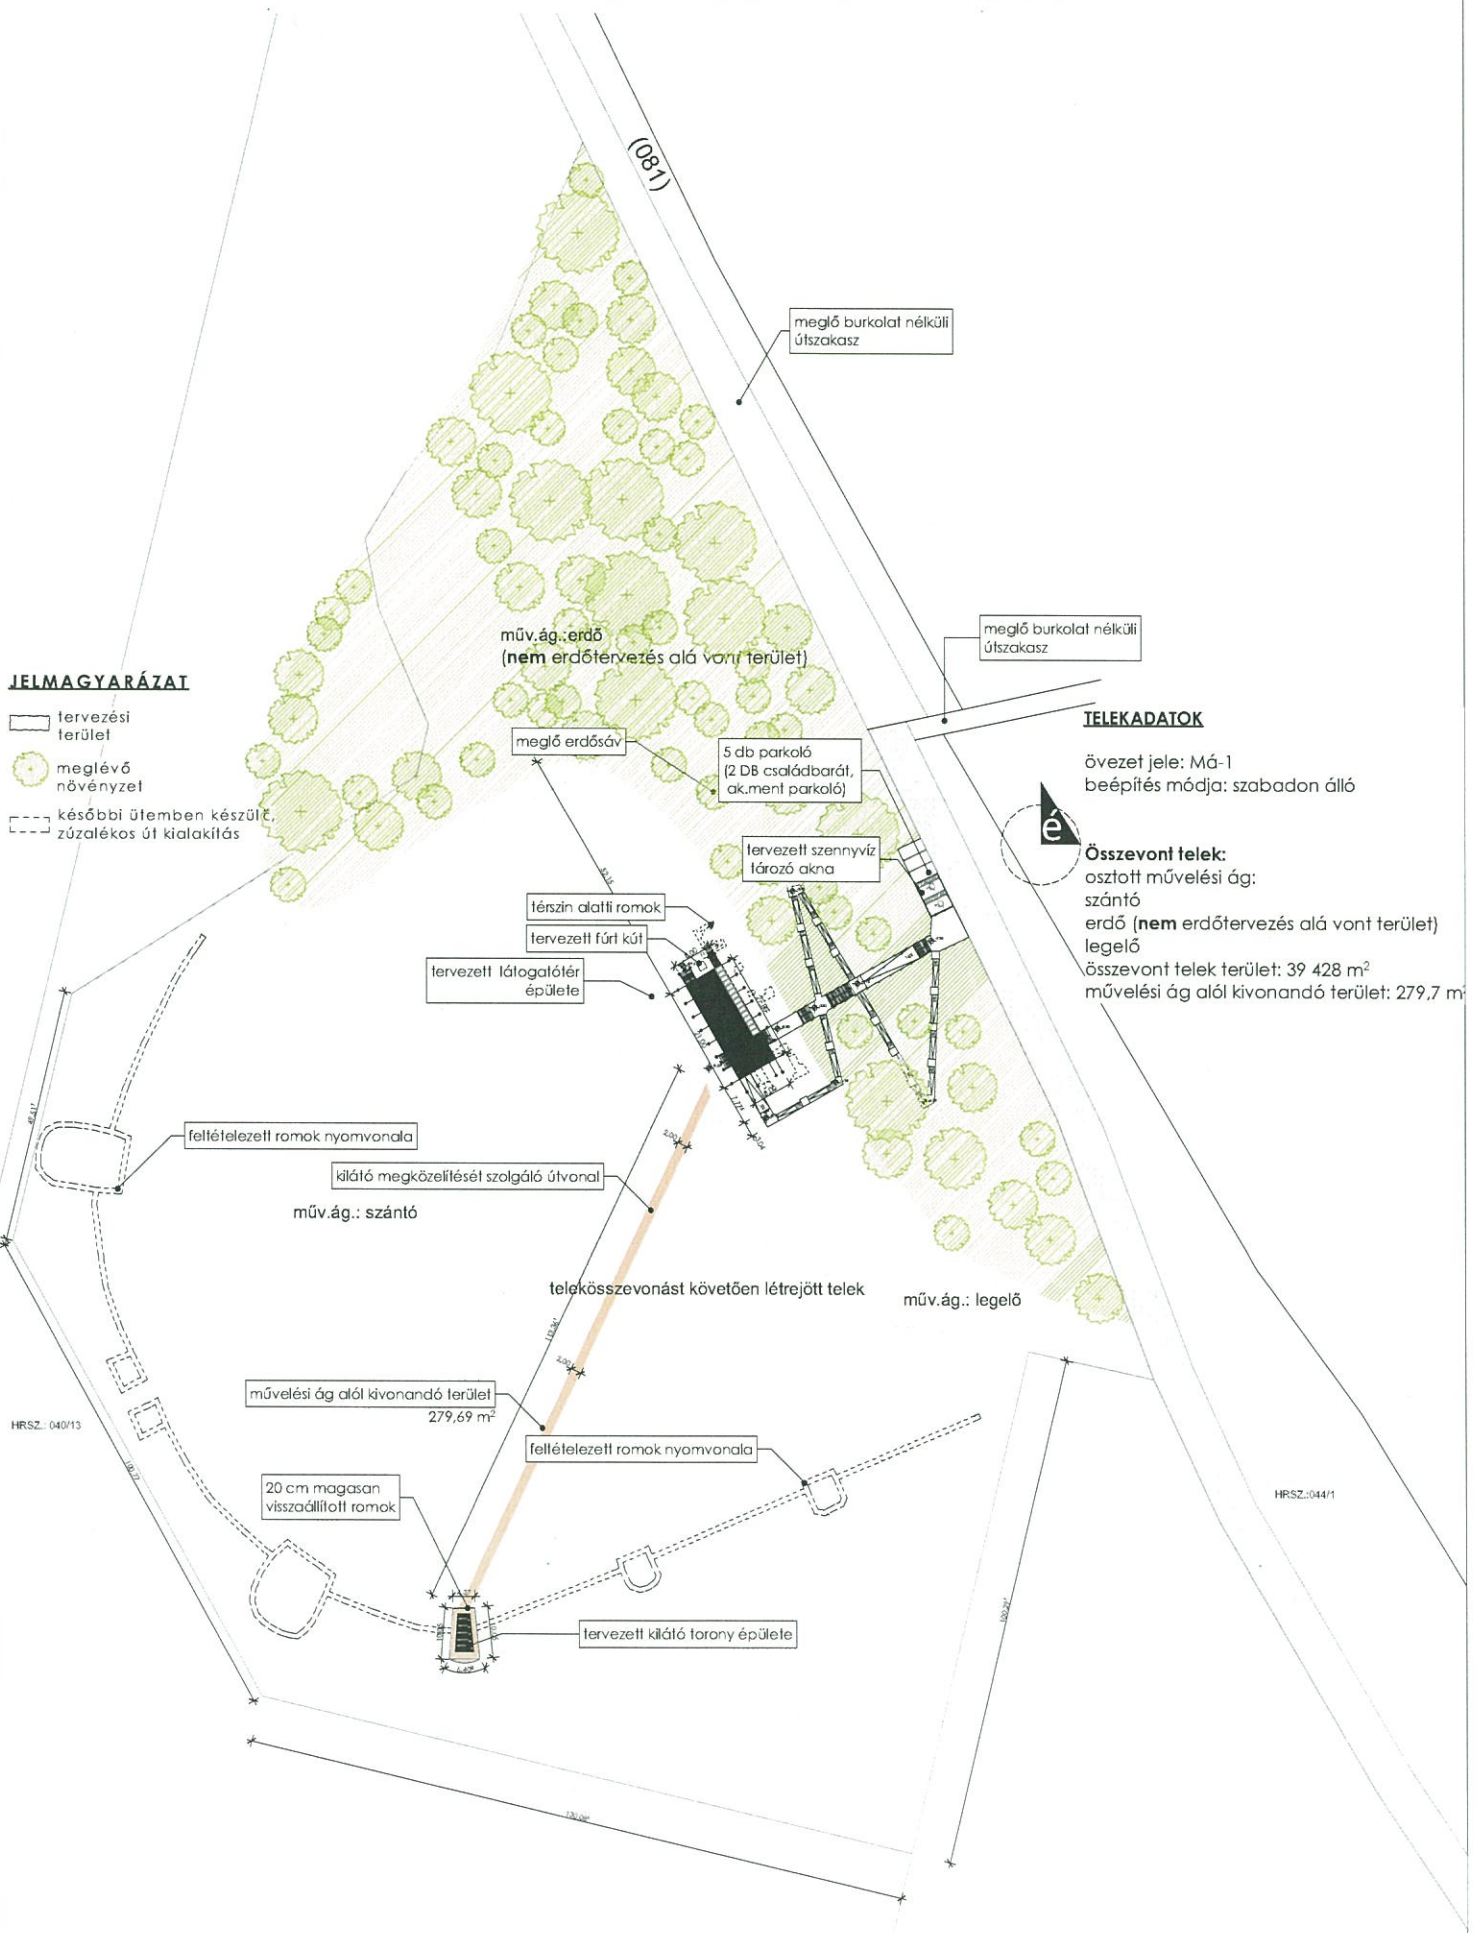 (081)
meglő burkolat nélküli
útszakasz
meglő burkolat nélküli
útszakasz
műv.ág.:erdő
(nem erdőtervezés alá vont terület)
JELMAGYARÁZAT
tervezési
terület
meglévő
növényzet
későbbi ütemben készülő,
zúzalékos út kialakítás
meglő erdősáv
5 db parkoló
(2 DB családbarát,
ak.ment parkoló)
tervezett szennyvíz
tározó akna
TELEKADATOK
övezet jele: Má-1
beépítés módja: szabadon álló
é
Összevont telek:
osztott művelési ág:
szántó
erdő (nem erdőtervezés alá vont terület)
legelő
összevont telek terület: 39 428 m²
művelési ág alól kivonandó terület: 279,7 m²
térszin alatti romok
tervezett fúrt kút
tervezett látogatótér
épülete
feltételezett romok nyomvonala
2,00
kilátó megközelítését szolgáló útvonal
műv.ág.: szántó
telekösszevonást követően létrejött telek
műv.ág.: legelő
2,00
művelési ág alól kivonandó terület
279,69 m²
HRSZ.: 040/13
feltételezett romok nyomvonala
20 cm magasan
visszaállított romok
HRSZ.:044/1
tervezett kilátó torony épülete